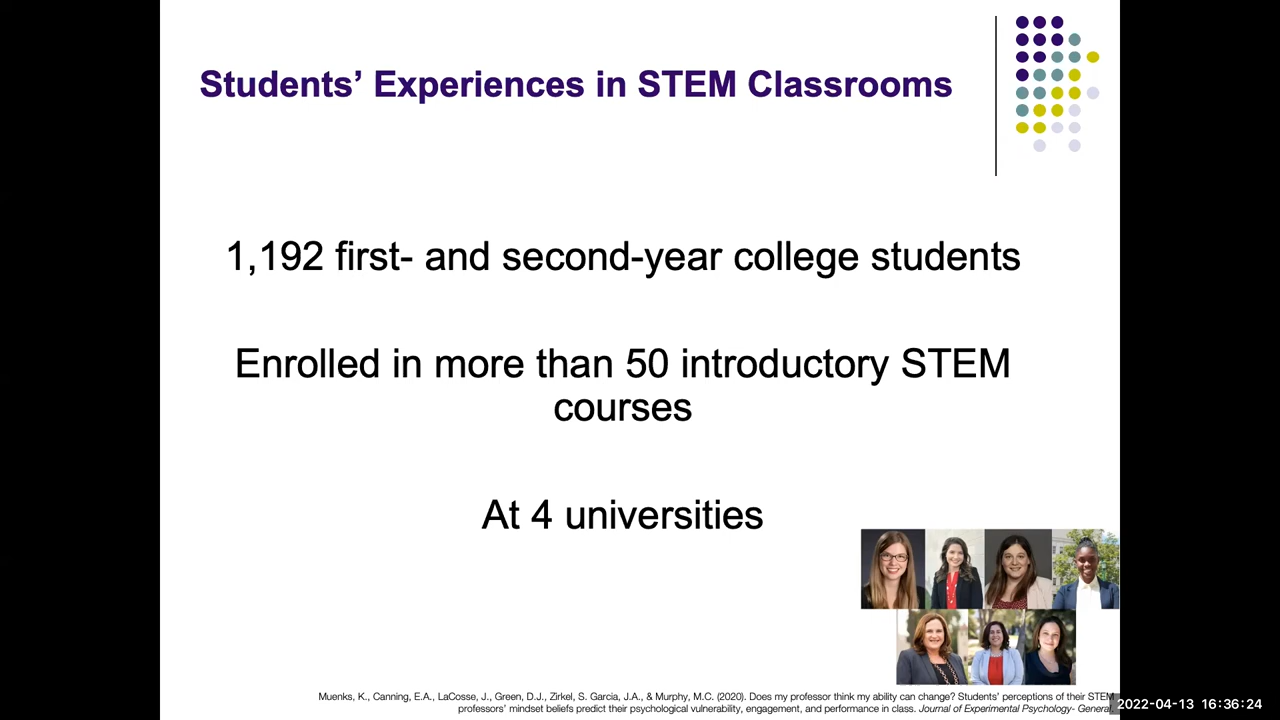 Students’ Experiences in STEM Classrooms
1,192 first- and second-year college students
Enrolled in more than 50 introductory STEM
courses
At 4 universities
Muenks, K., Canning, E.A., LaCosse, J., Green, D.J., Zirkel, S. Garcia, J.A., & Murphy, M.C. (2020). Does my professor think my ability can change? Students’ perceptions of their STEM
professors’ mindset beliefs predict their psychological vulnerability, engagement, and performance in class. Journal of Experimental Psychology- General.
2022-04-13 16:36:24